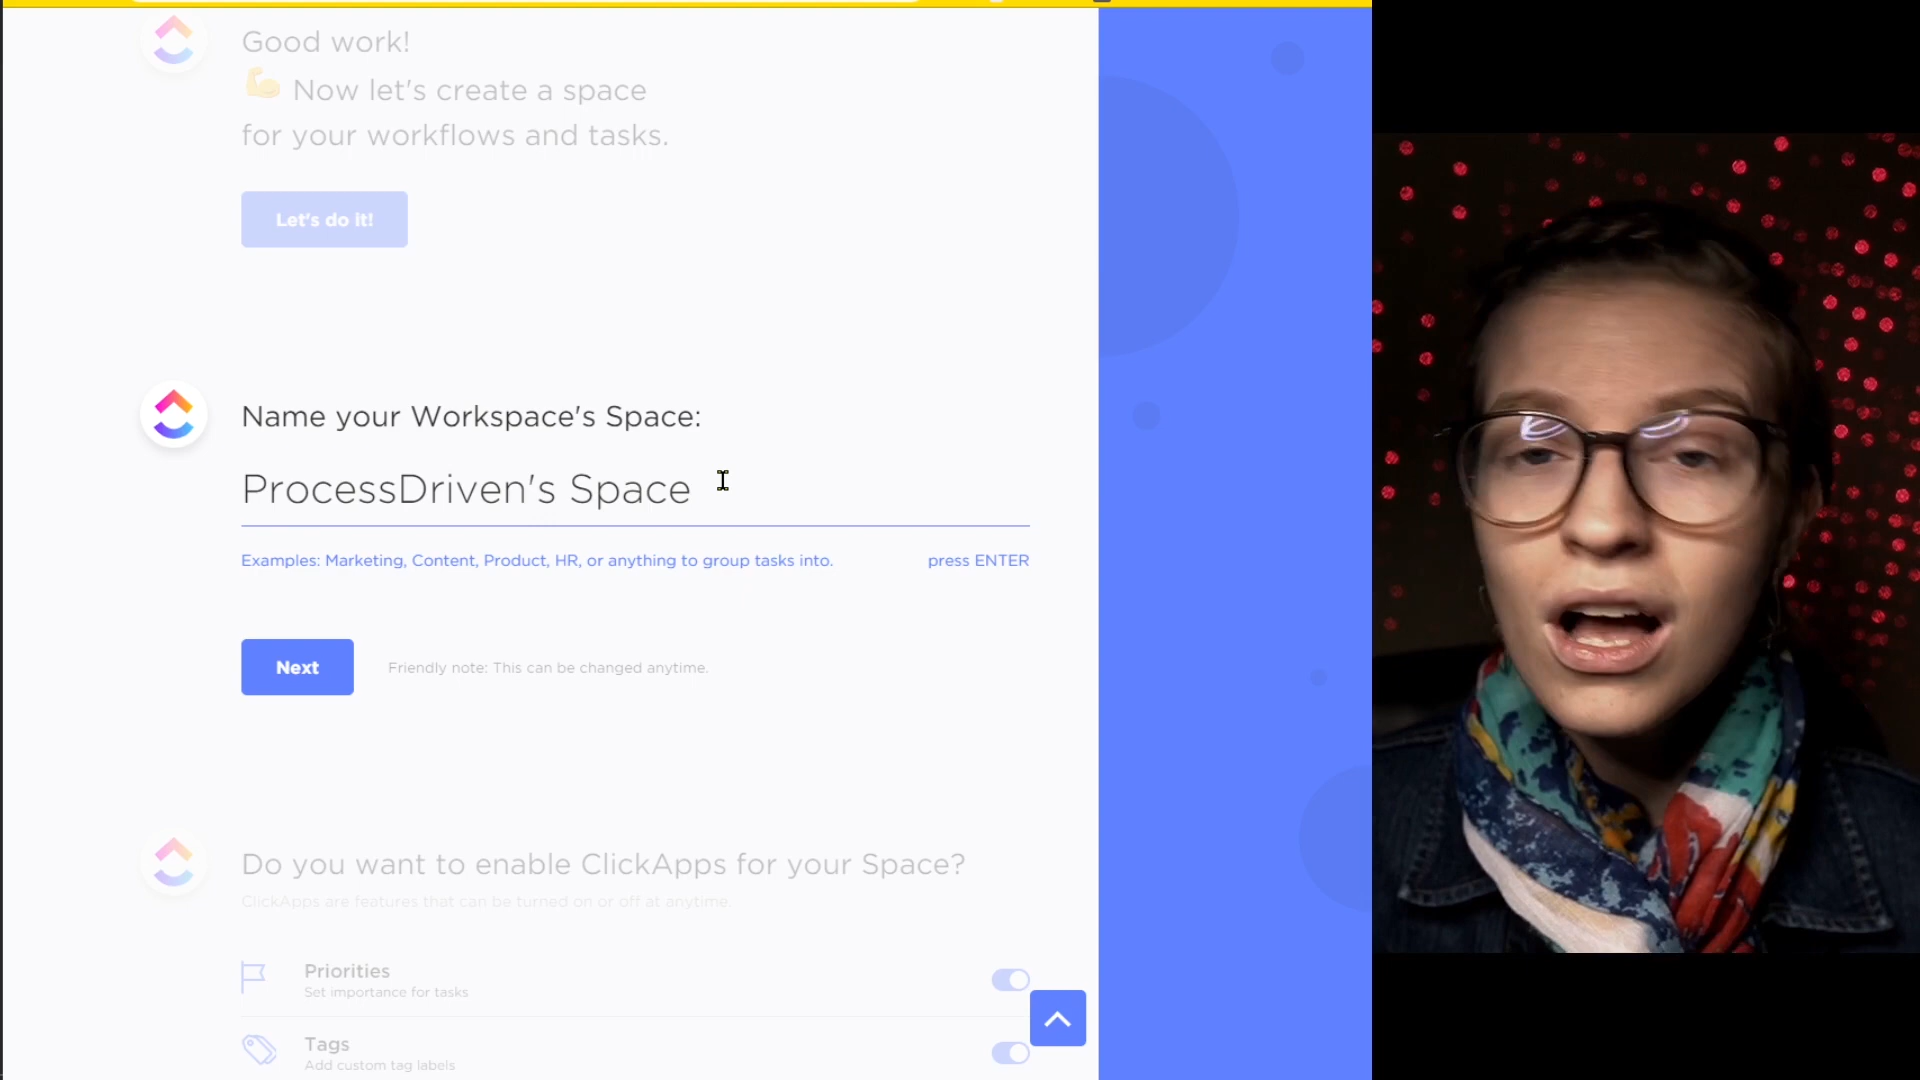 Good work!
💪 Now let's create a space
for your workflows and tasks.
Let's do it!
Name your Workspace's Space:
ProcessDriven's Space
Examples: Marketing, Content, Product, HR, or anything to group tasks into.
press ENTER
Next
Friendly note: This can be changed anytime.
Do you want to enable ClickApps for your Space?
ClickApps are features that can be turned on or off at anytime.
Priorities
Set importance for tasks
Tags
Add custom tag labels